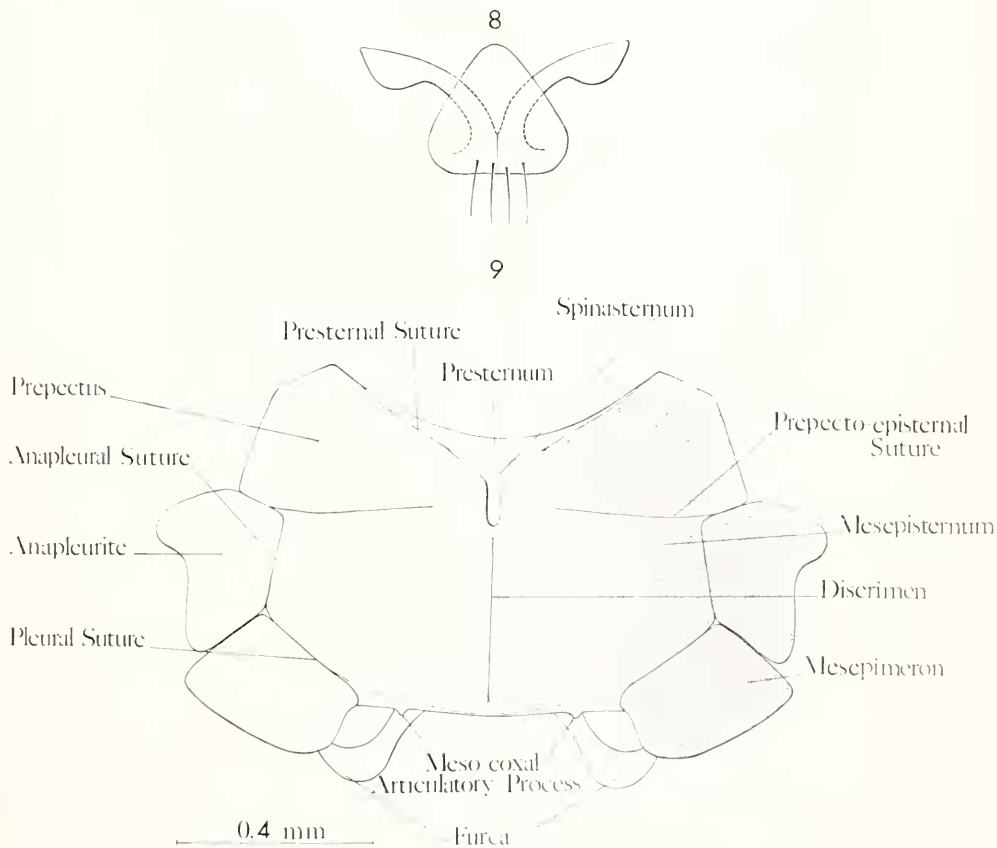 8
9
Spinasternum
Presternal Suture
Presternum
Prepectus
Prepecto-episternal
Suture
Anapleural Suture
Mesepisternum
Anapleurite
Discrimen
Pleural Suture
Mesepimeron
Meso coxal
Articulatory Process
0.4 mm
Furca